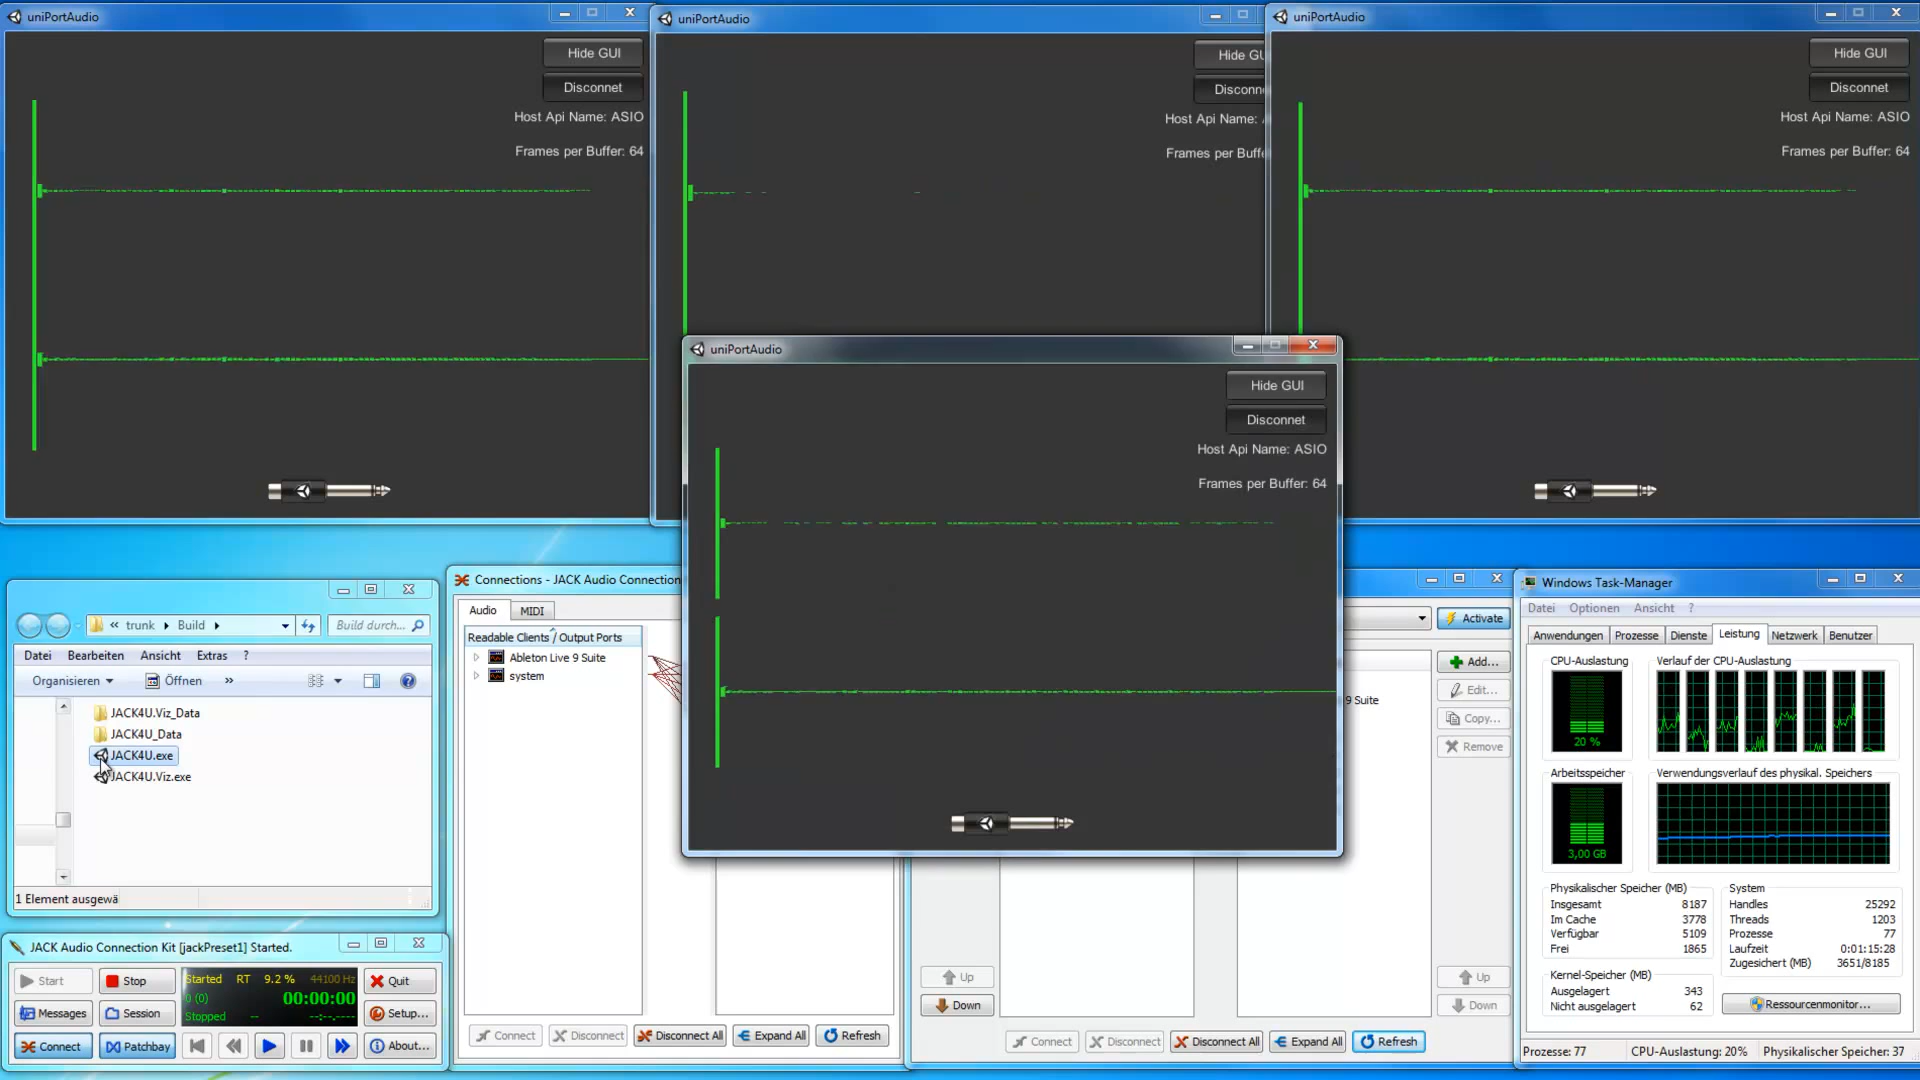 uniPortAudio
Hide GUI
Disconnet
Host Api Name: ASIO
Frames per Buffer: 64
uniPortAudio
Hide GU
Disconn
Host Api Name:
Frames per Buffe
uniPortAudio
Hide GUI
Disconnet
Host Api Name: ASIO
Frames per Buffer: 64
uniPortAudio
Hide GUI
Disconnet
Host Api Name: ASIO
Frames per Buffer: 64
« trunk Build
Build durch...
Datei Bearbeiten Ansicht Extras ?
Organisieren Öffnen »
JACK4U.Viz_Data
JACK4U_Data
JACK4U.exe
JACK4U.Viz.exe
1 Element ausgewä
JACK Audio Connection Kit [jackPreset1] Started.
Start Stop
Started RT 9.2 % 44100 Hz
0 (0) 00:00:00
Stopped -- --:--.----
Quit
Messages Session Setup...
Connect Patchbay About...
Connections - JACK Audio Connection
Audio MIDI
Readable Clients / Output Ports
Ableton Live 9 Suite
system
Connect Disconnect Disconnect All Expand All Refresh
Activate
9 Suite
Add...
Edit...
Copy...
Remove
Up Up
Down Down
Connect Disconnect Disconnect All Expand All Refresh
Windows Task-Manager
Datei Optionen Ansicht ?
Anwendungen Prozesse Dienste Leistung Netzwerk Benutzer
CPU-Auslastung Verlauf der CPU-Auslastung
20 %
Arbeitsspeicher Verwendungsverlauf des physikal. Speichers
3,00 GB
Physikalischer Speicher (MB)
Insgesamt 8187
Im Cache 3778
Verfügbar 5109
Frei 1865
System
Handles 25292
Threads 1203
Prozesse 77
Laufzeit 0:01:15:28
Zugesichert (MB) 3651/8185
Kernel-Speicher (MB)
Ausgelagert 343
Nicht ausgelagert 62
Ressourcenmonitor...
Prozesse: 77 CPU-Auslastung: 20% Physikalischer Speicher: 37